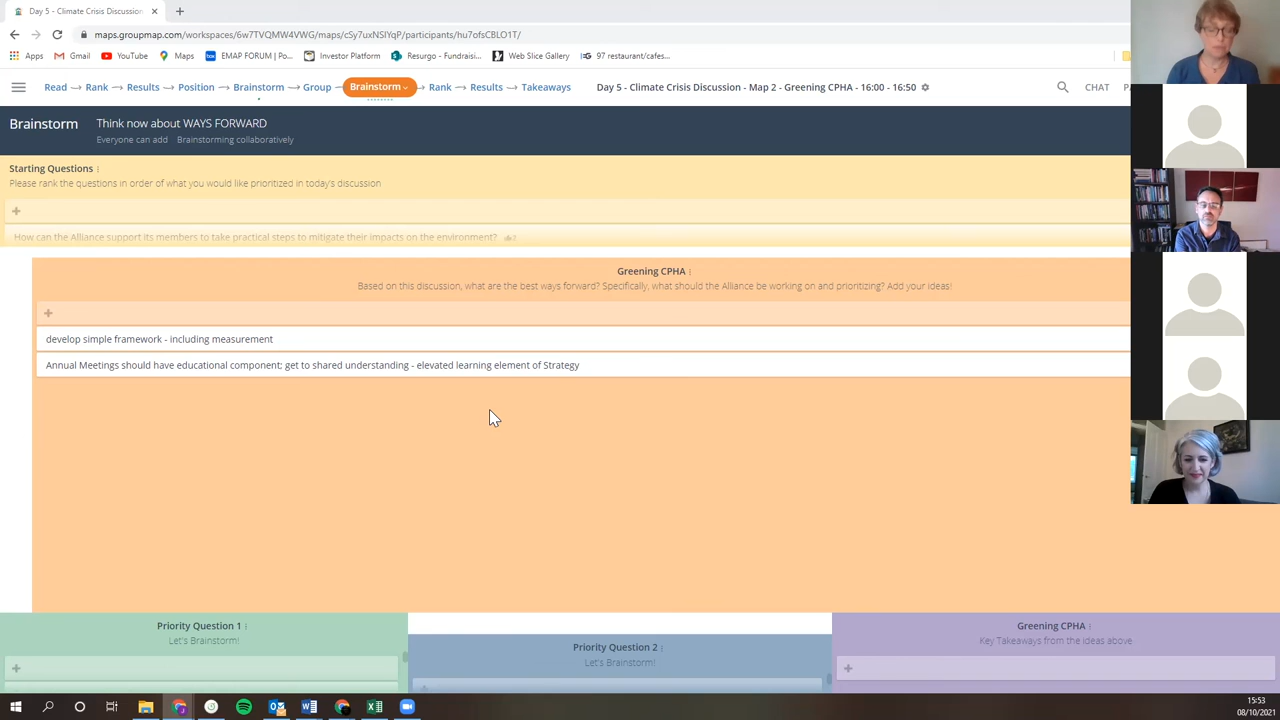 Day 5 - Climate Crisis Discussion
maps.groupmap.com/workspaces/6w7TVQMW4VWG/maps/cSy7uxNSIYqP/participants/hu7ofsCBLO1T/
Apps Gmail YouTube Maps EMAP FORUM | Po... Investor Platform Resurgo - Fundraisi... Web Slice Gallery 97 restaurant/cafes...
Read Rank Results Position Brainstorm Group Brainstorm Rank Results Takeaways Day 5 - Climate Crisis Discussion - Map 2 - Greening CPHA - 16:00 - 16:50 CHAT
Brainstorm Think now about WAYS FORWARD
Everyone can add Brainstorming collaboratively
Starting Questions
Please rank the questions in order of what you would like prioritized in today's discussion
How can the Alliance support its members to take practical steps to mitigate their impacts on the environment?
Greening CPHA
Based on this discussion, what are the best ways forward? Specifically, what should the Alliance be working on and prioritizing? Add your ideas!
develop simple framework - including measurement
Annual Meetings should have educational component; get to shared understanding - elevated learning element of Strategy
Priority Question 1
Let's Brainstorm!
Priority Question 2
Let's Brainstorm!
Greening CPHA
Key Takeaways from the ideas above
15:53
08/10/2021